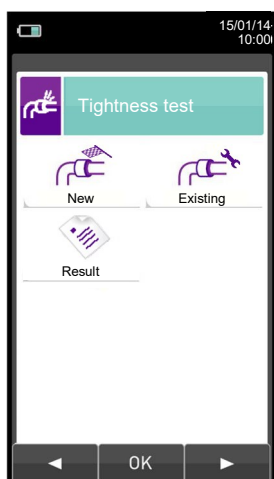 15/01/14
10:00
Tightness test
New
Existing
Result
OK